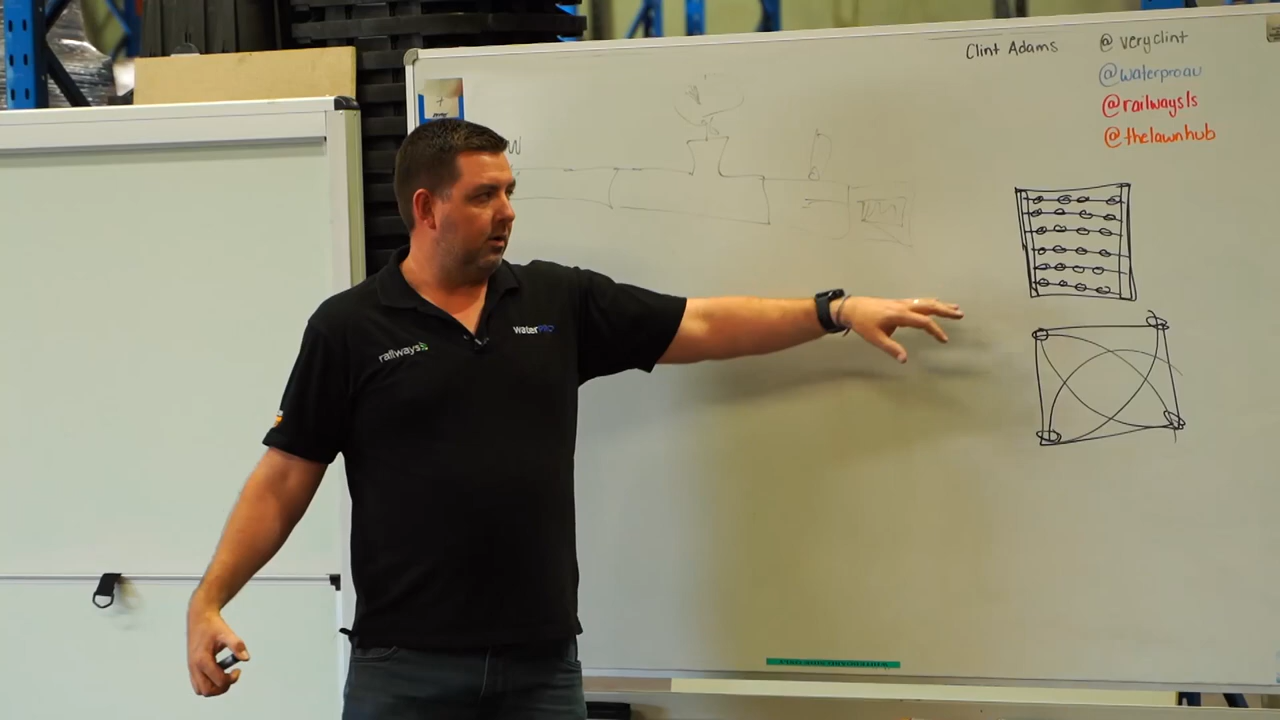 Clint Adams
@veryclint
@waterproau
@railwaysls
@thelawnhub
W
railways
waterPRO